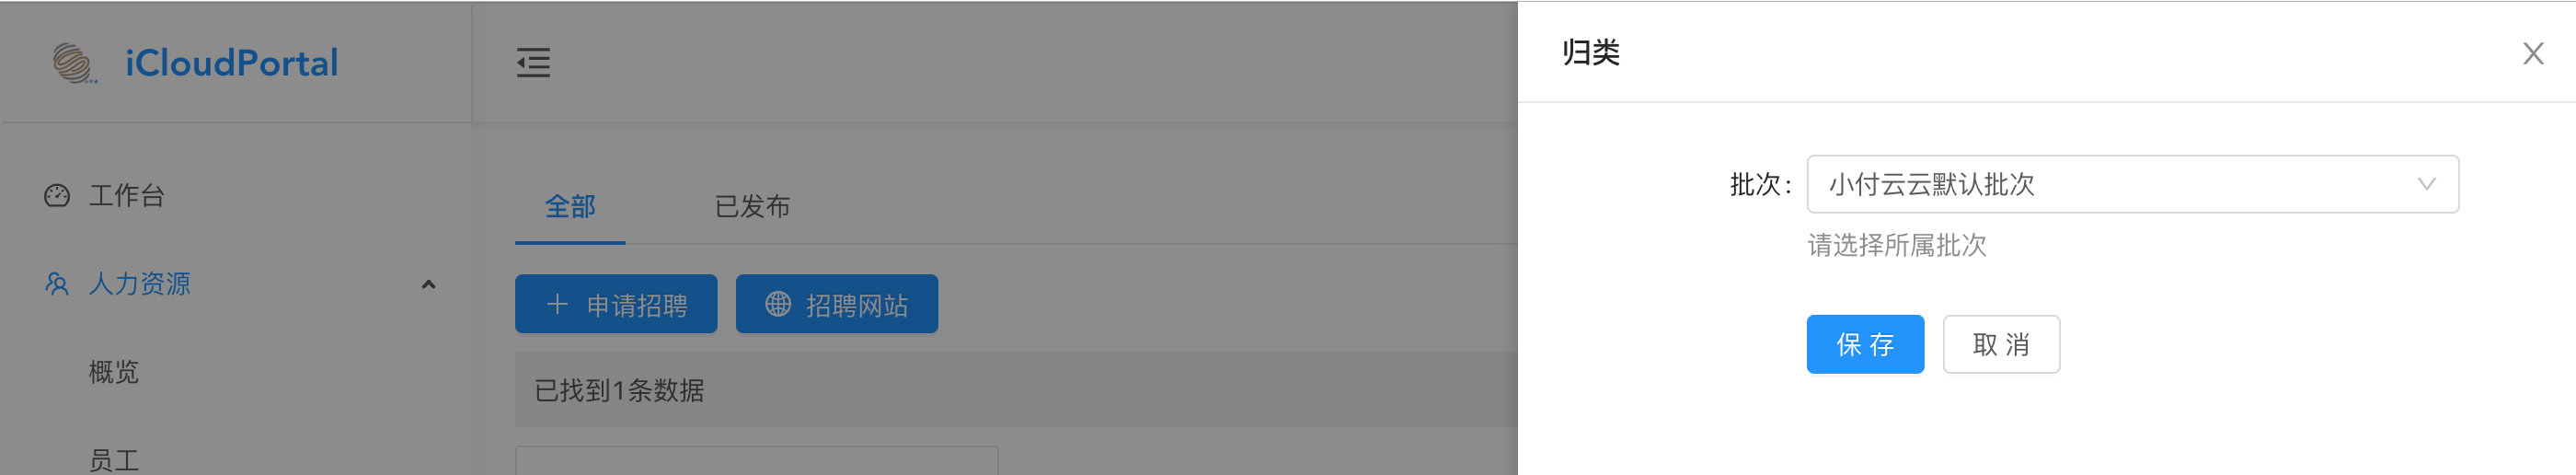 iCloudPortal
工作台
人力资源
概览
员工
全部
已发布
申请招聘
招聘网站
已找到1条数据
归类
批次:
小付云云默认批次
请选择所属批次
保存
取消